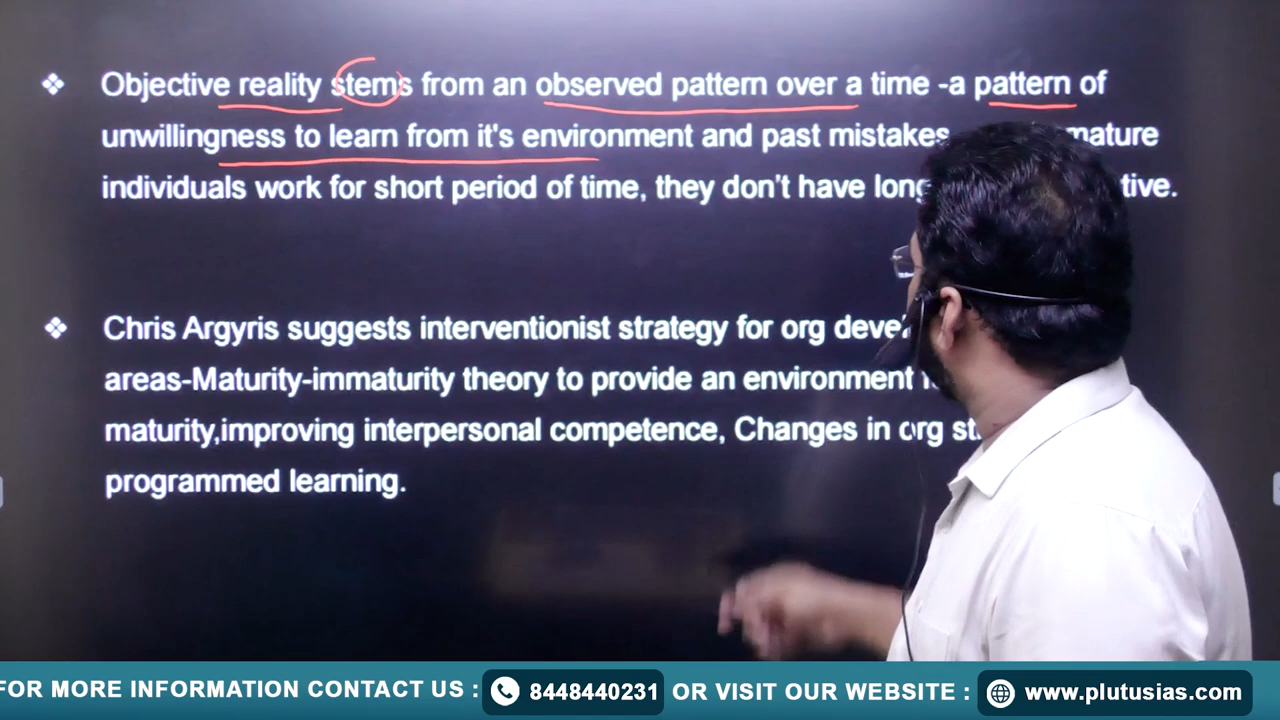 ❖ Objective reality stems from an observed pattern over a time -a pattern of
unwillingness to learn from it's environment and past mistakes mature
individuals work for short period of time, they don't have long tive.
❖ Chris Argyris suggests interventionist strategy for org
areas-Maturity-immaturity theory to provide an environment
maturity,improving interpersonal competence, Changes in org
programmed learning.
FOR MORE INFORMATION CONTACT US : 8448440231 OR VISIT OUR WEBSITE : www.plutusias.com